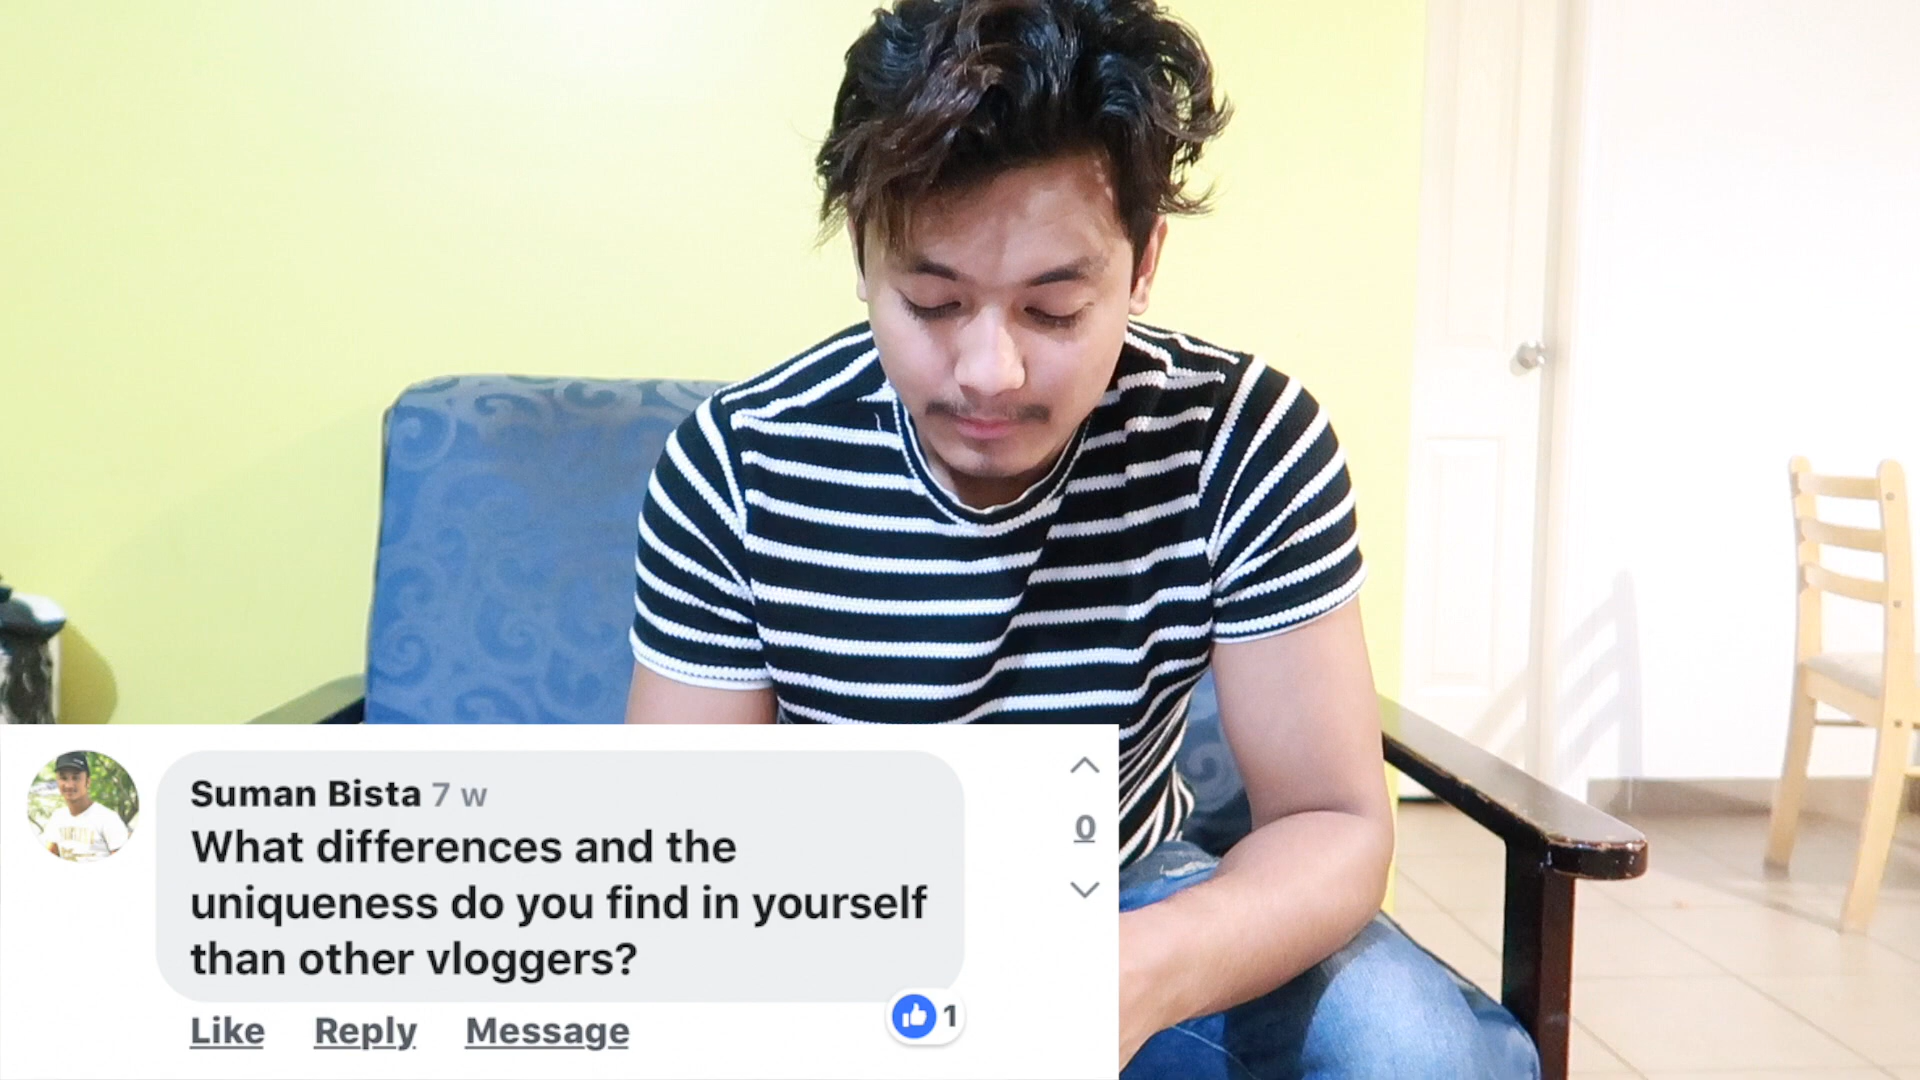 Suman Bista 7 w
What differences and the
uniqueness do you find in yourself
than other vloggers?
0
Like Reply Message
1